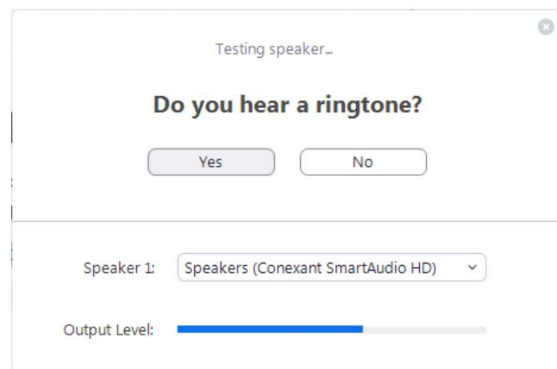 Testing speaker...
Do you hear a ringtone?
Yes No
Speaker 1: Speakers (Conexant SmartAudio HD)
Output Level: